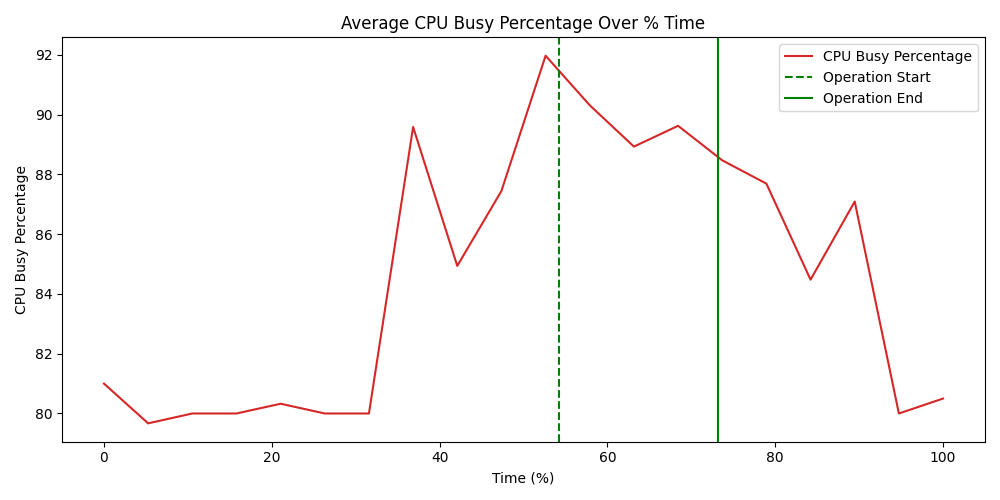 Average CPU Busy Percentage Over % Time
CPU Busy Percentage
Operation Start
Operation End
CPU Busy Percentage
92
90
88
86
84
82
80
0 20 40 60 80 100
Time (%)